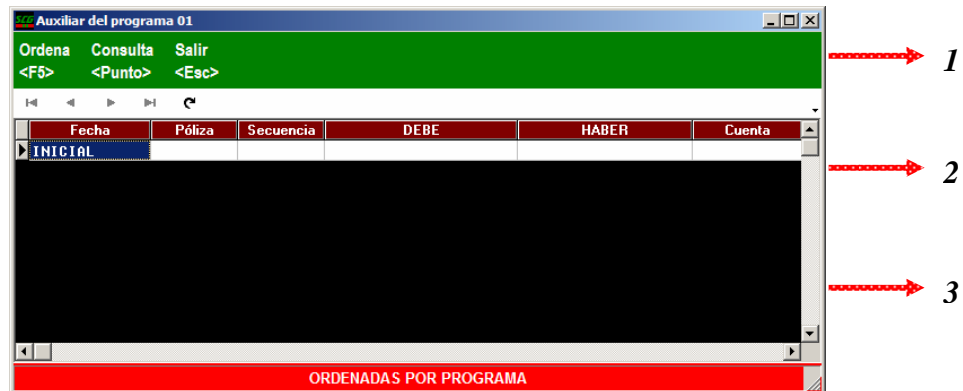 SCG Auxiliar del programa 01
Ordena Consulta Salir
<F5> <Punto> <Esc>
1
Fecha Póliza Secuencia DEBE HABER Cuenta
INICIAL
2
3
ORDENADAS POR PROGRAMA